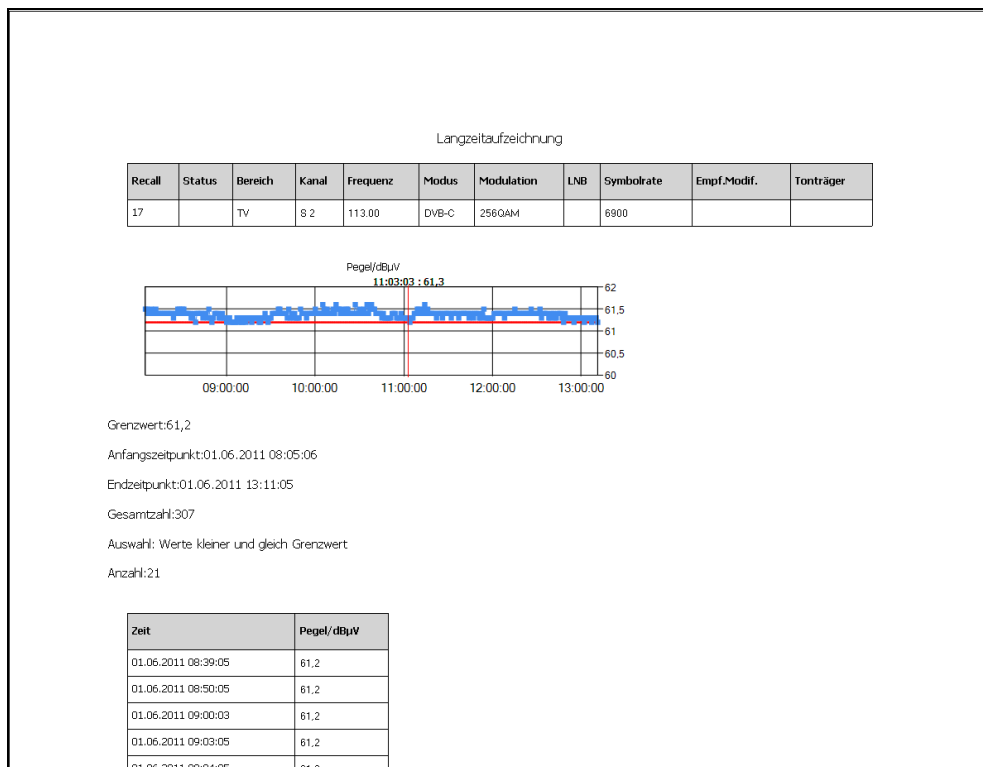 Langzeitaufzeichnung
Recall Status Bereich Kanal Frequenz Modus Modulation LNB Symbolrate Empf.Modif. Tonträger
17 TV S 2 113.00 DVB-C 256QAM 6900
Pegel/dBµV
11:03:03 : 61,3
62
61,5
61
60,5
60
09:00:00 10:00:00 11:00:00 12:00:00 13:00:00
Grenzwert:61,2
Anfangszeitpunkt:01.06.2011 08:05:06
Endzeitpunkt:01.06.2011 13:11:05
Gesamtzahl:307
Auswahl: Werte kleiner und gleich Grenzwert
Anzahl:21
Zeit Pegel/dBµV
01.06.2011 08:39:05 61,2
01.06.2011 08:50:05 61,2
01.06.2011 09:00:03 61,2
01.06.2011 09:03:05 61,2